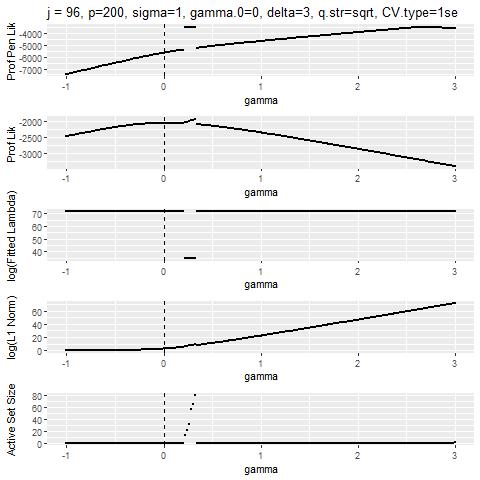 j = 96, p=200, sigma=1, gamma.0=0, delta=3, q.str=sqrt, CV.type=1se
Prof Pen Lik
-4000
-5000
-6000
-7000
-1 0 1 2 3
gamma
Prof Lik
-2000
-2500
-3000
-1 0 1 2 3
gamma
log(Fitted Lambda)
70
60
50
40
-1 0 1 2 3
gamma
log(L1 Norm)
60
40
20
0
-1 0 1 2 3
gamma
Active Set Size
80
60
40
20
0
-1 0 1 2 3
gamma